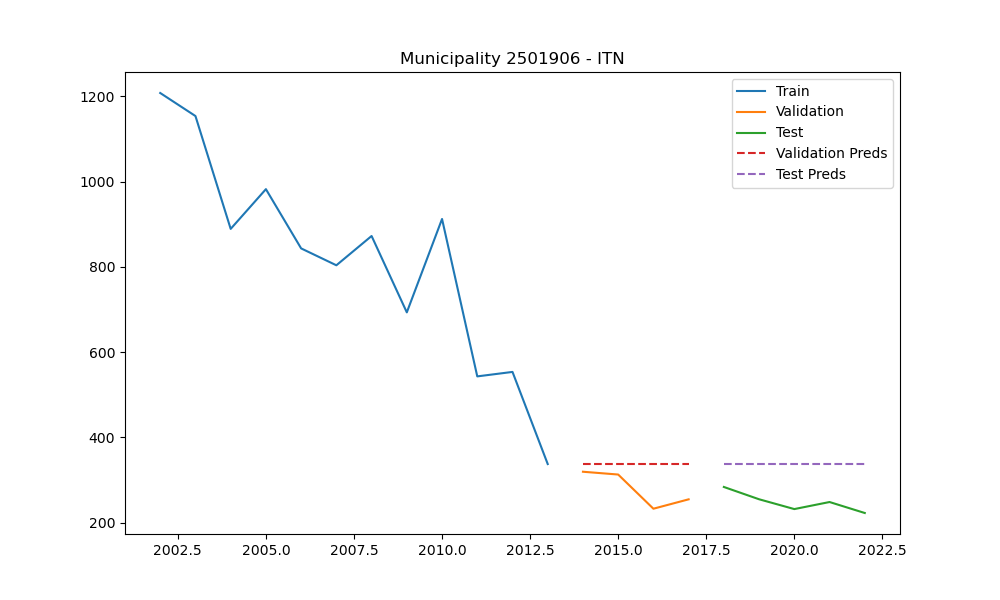 Municipality 2501906 - ITN
1200
1000
800
600
400
200
2002.5 2005.0 2007.5 2010.0 2012.5 2015.0 2017.5 2020.0 2022.5
Train
Validation
Test
Validation Preds
Test Preds